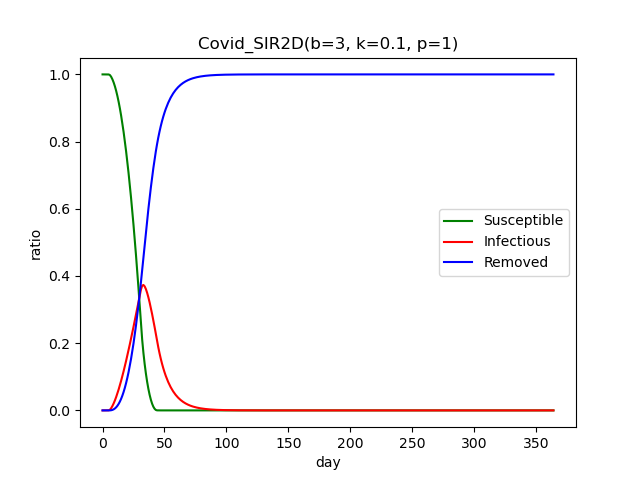 Covid_SIR2D(b=3, k=0.1, p=1)
1.0
0.8
0.6
0.4
0.2
0.0
ratio
Susceptible
Infectious
Removed
0 50 100 150 200 250 300 350
day